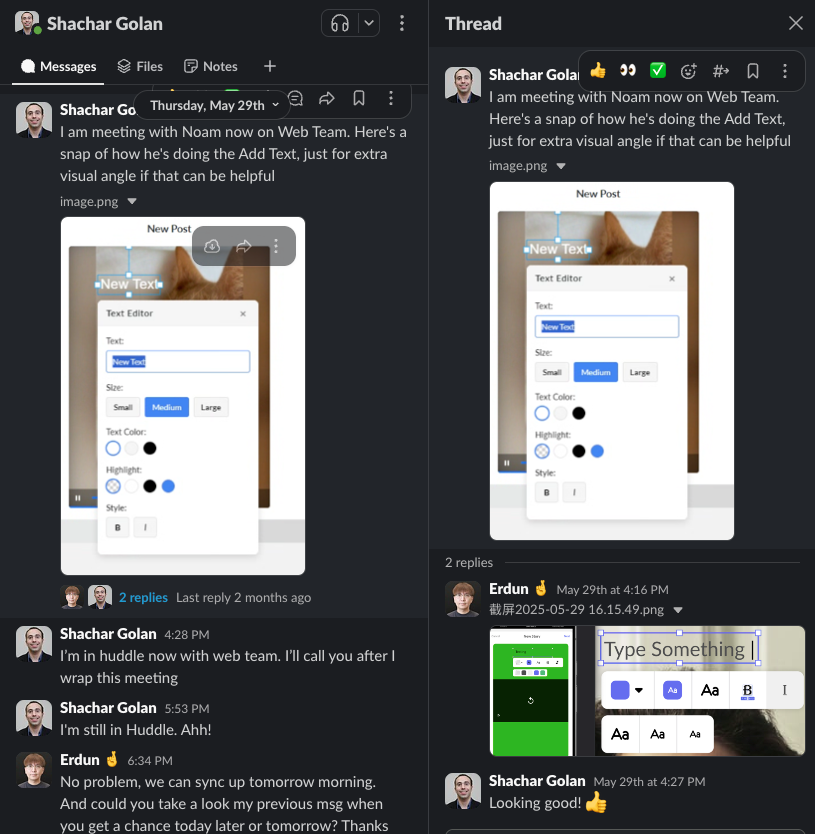 Shachar Golan
Messages
Files
Notes
Shachar Go
Thursday, May 29th
I am meeting with Noam now on Web Team. Here's a
snap of how he's doing the Add Text, just for extra
visual angle if that can be helpful
image.png
New Post
New Text
Text Editor
Text:
New Text
Size:
Small
Medium
Large
Text Color:
Highlight:
Style:
B
I
2 replies
Last reply 2 months ago
Shachar Golan 4:28 PM
I'm in huddle now with web team. I'll call you after I
wrap this meeting
Shachar Golan 5:53 PM
I'm still in Huddle. Ahh!
Erdun 🤞 6:34 PM
No problem, we can sync up tomorrow morning.
And could you take a look my previous msg when
you get a chance today later or tomorrow? Thanks
Thread
Shachar Golan
I am meeting with Noam now on Web Team.
Here's a snap of how he's doing the Add Text,
just for extra visual angle if that can be helpful
image.png
New Post
New Text
Text Editor
Text:
New Text
Size:
Small
Medium
Large
Text Color:
Highlight:
Style:
B
I
2 replies
Erdun 🤞 May 29th at 4:16 PM
截屏2025-05-29 16.15.49.png
Type Something
Aa
Aa
B
I
Aa
Aa
Aa
Shachar Golan May 29th at 4:27 PM
Looking good! 👍